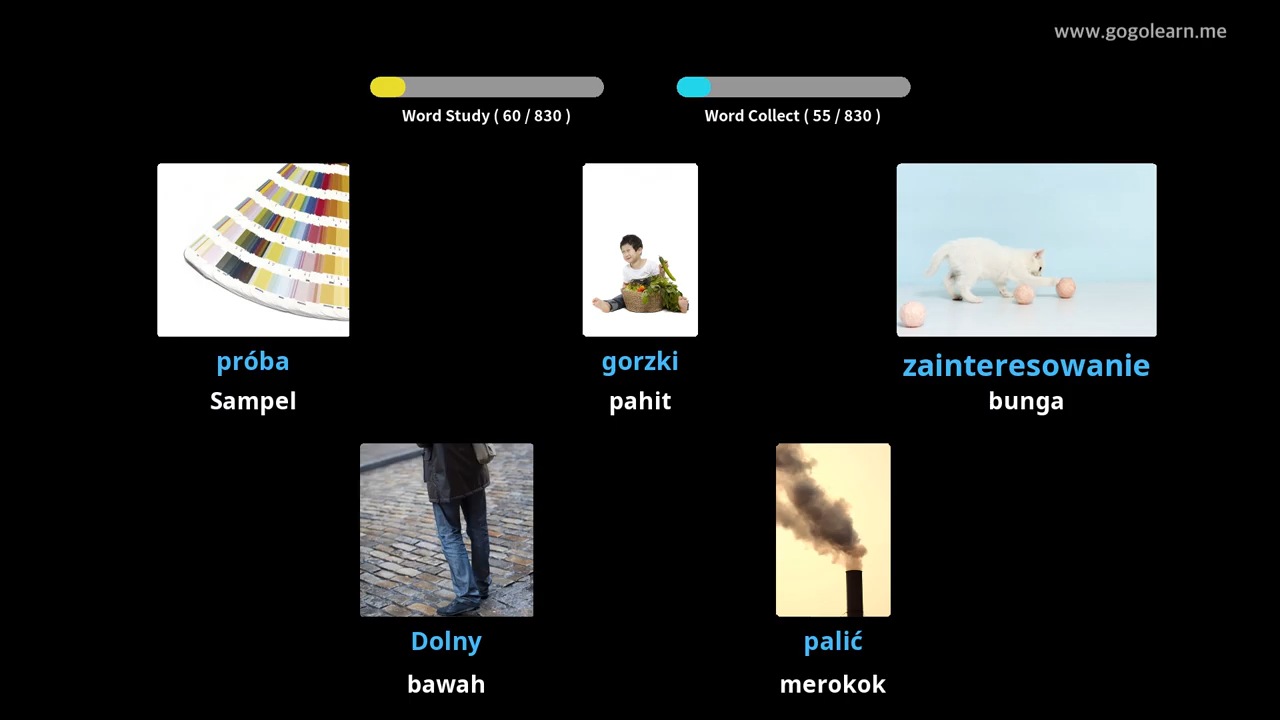 www.gogolearn.me
Word Study ( 60 / 830 )
Word Collect ( 55 / 830 )
próba
Sampel
gorzki
pahit
zainteresowanie
bunga
Dolny
bawah
palić
merokok